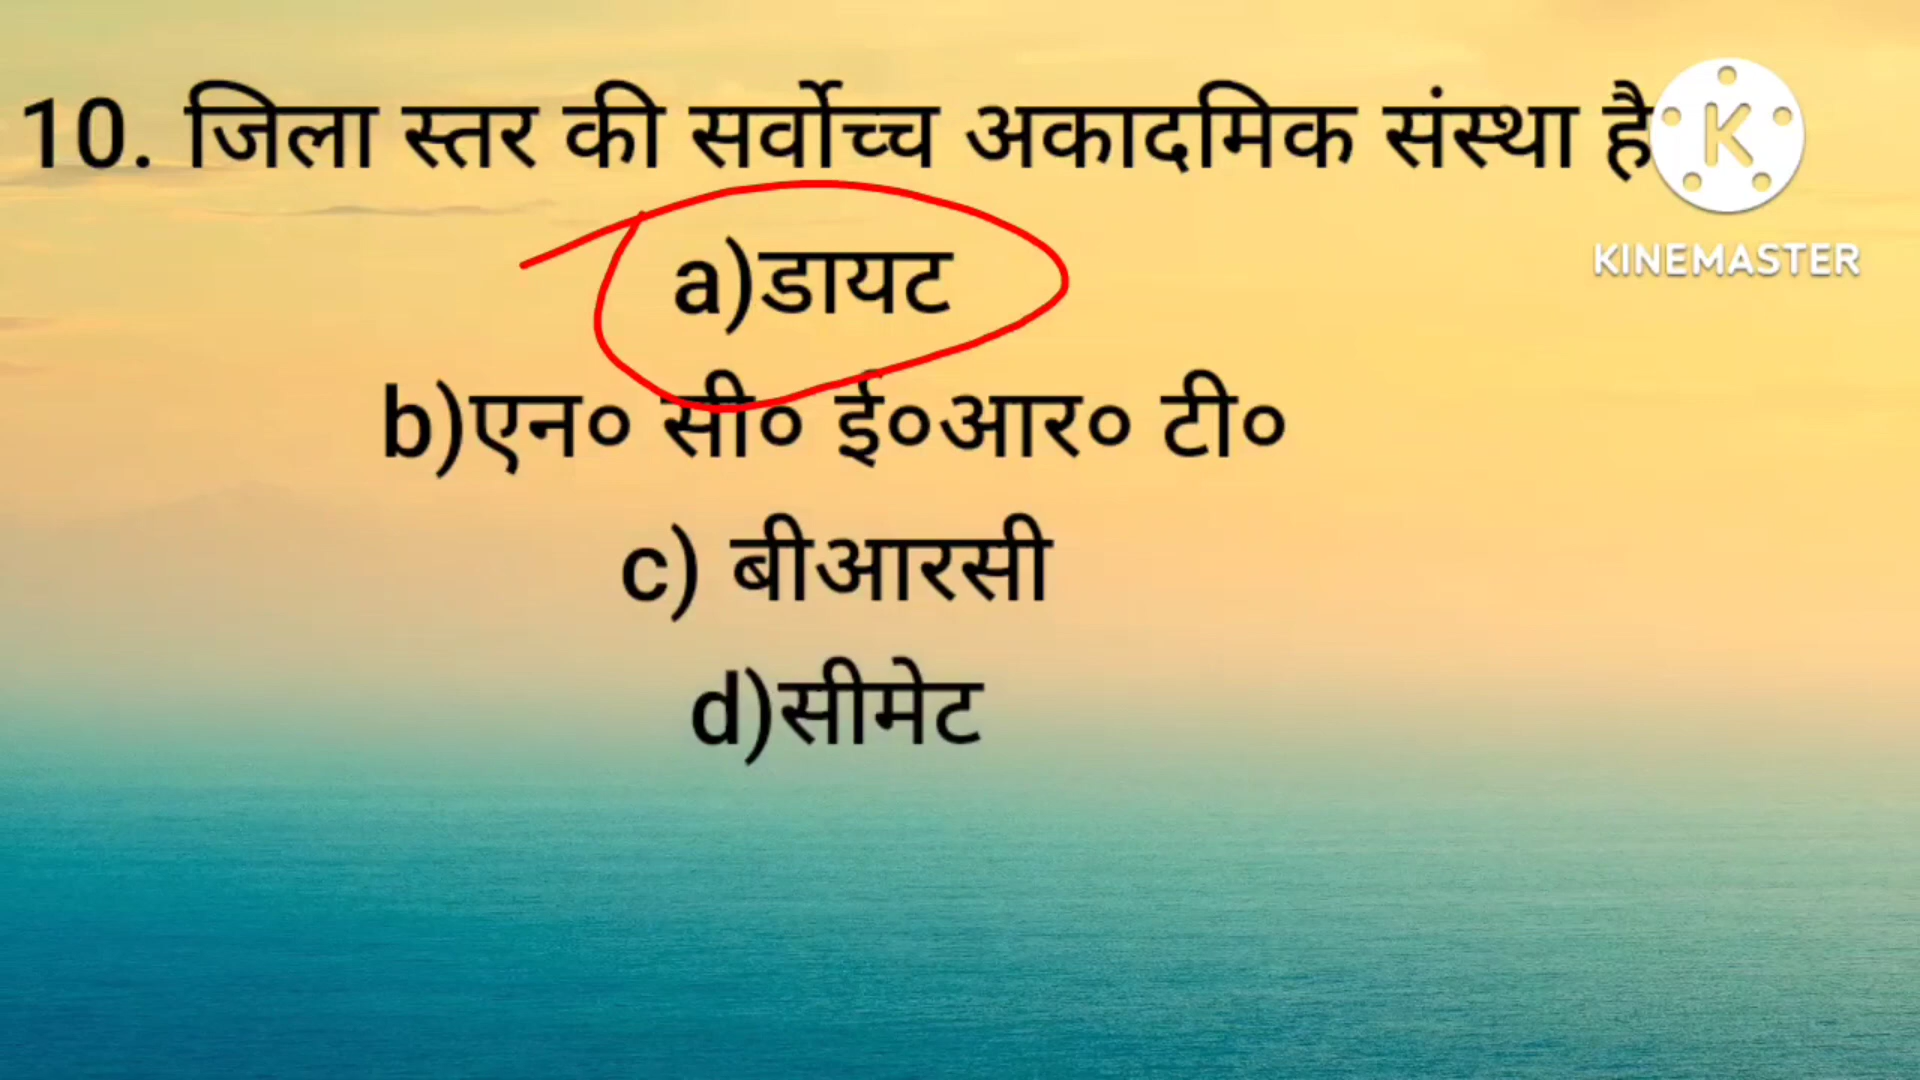 10. जिला स्तर की सर्वोच्च अकादमिक संस्था है
a)डायट
b)एन० सी० ई०आर० टी०
c) बीआरसी
d)सीमेट
K
KINEMASTER